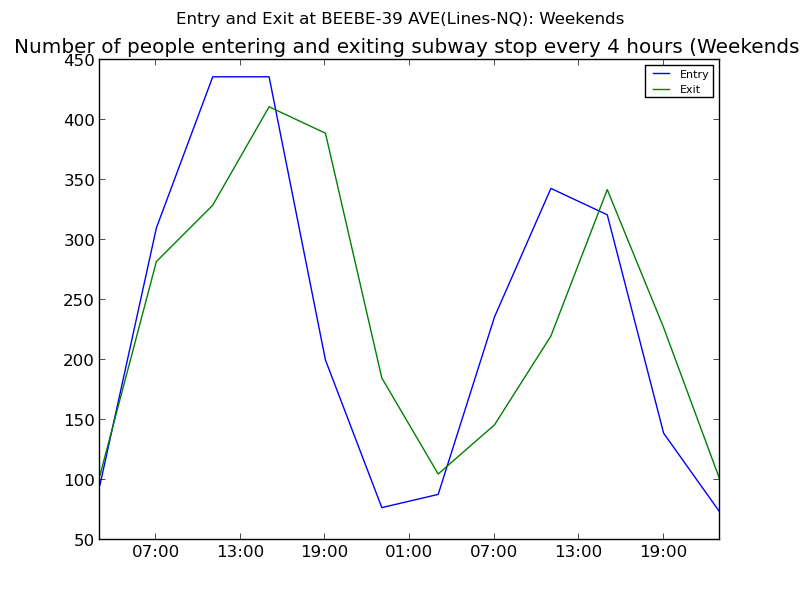 Entry and Exit at BEEBE-39 AVE(Lines-NQ): Weekends
Number of people entering and exiting subway stop every 4 hours (Weekends
Entry
Exit
450
400
350
300
250
200
150
100
50
07:00 13:00 19:00 01:00 07:00 13:00 19:00